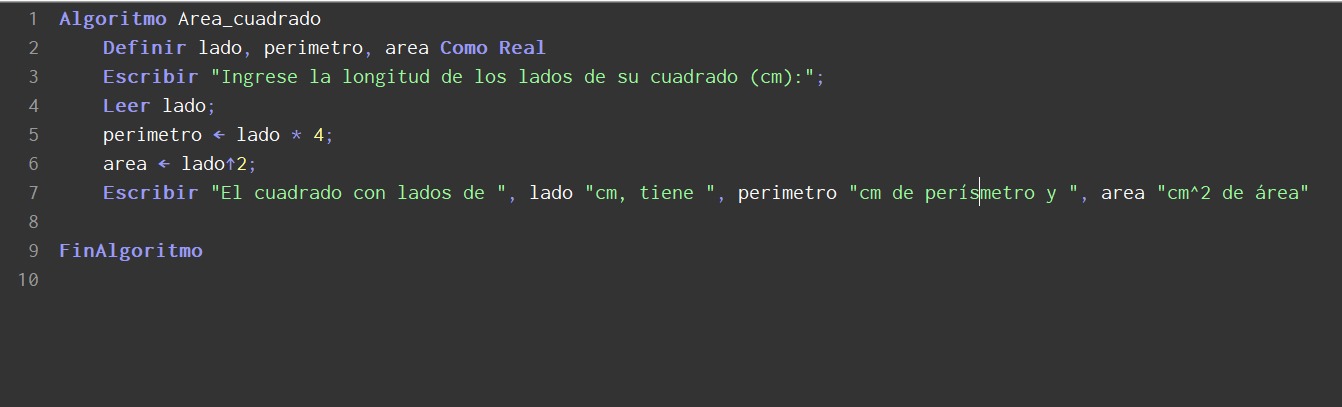 1 Algoritmo Area_cuadrado
2 Definir lado, perimetro, area Como Real
3 Escribir "Ingrese la longitud de los lados de su cuadrado (cm):";
4 Leer lado;
5 perimetro ← lado * 4;
6 area ← lado↑2;
7 Escribir "El cuadrado con lados de ", lado "cm, tiene ", perimetro "cm de perísmetro y ", area "cm^2 de área"
8
9 FinAlgoritmo
10